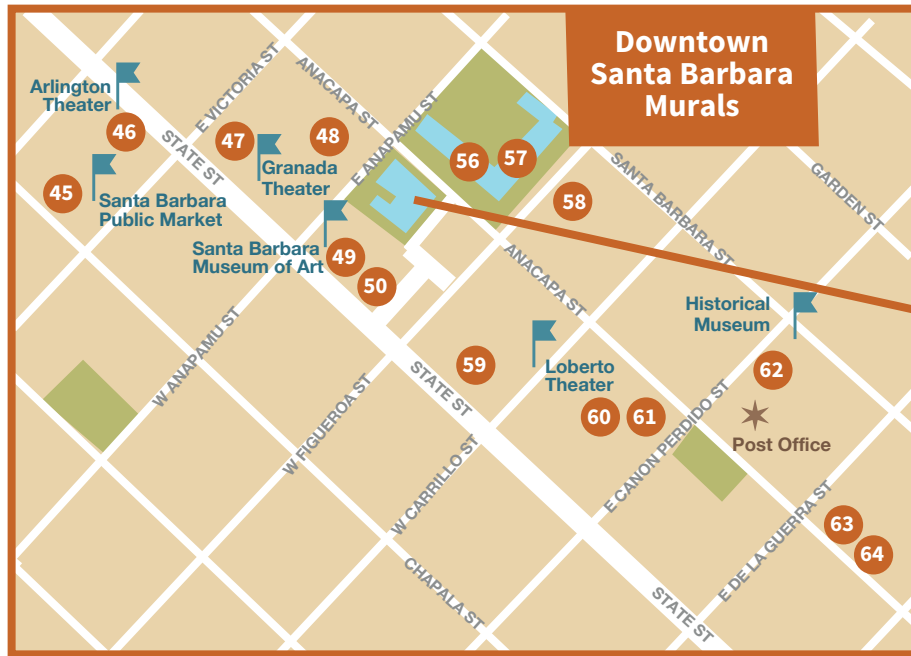 Downtown
Santa Barbara
Murals
Arlington
Theater
46
45
Santa Barbara
Public Market
STATE ST
E VICTORIA ST
47
Granada
Theater
48
ANACAPA ST
E ANAPAMU ST
56
57
58
SANTA BARBARA ST
GARDEN ST
Santa Barbara
Museum of Art
49
50
ANACAPA ST
Historical
Museum
W ANAPAMU ST
59
Loberto
Theater
STATE ST
62
60
61
Post Office
W FIGUEROA ST
W CARRILLO ST
E CANON PERDIDO ST
E DE LA GUERRA ST
63
64
CHAPALA ST
STATE ST